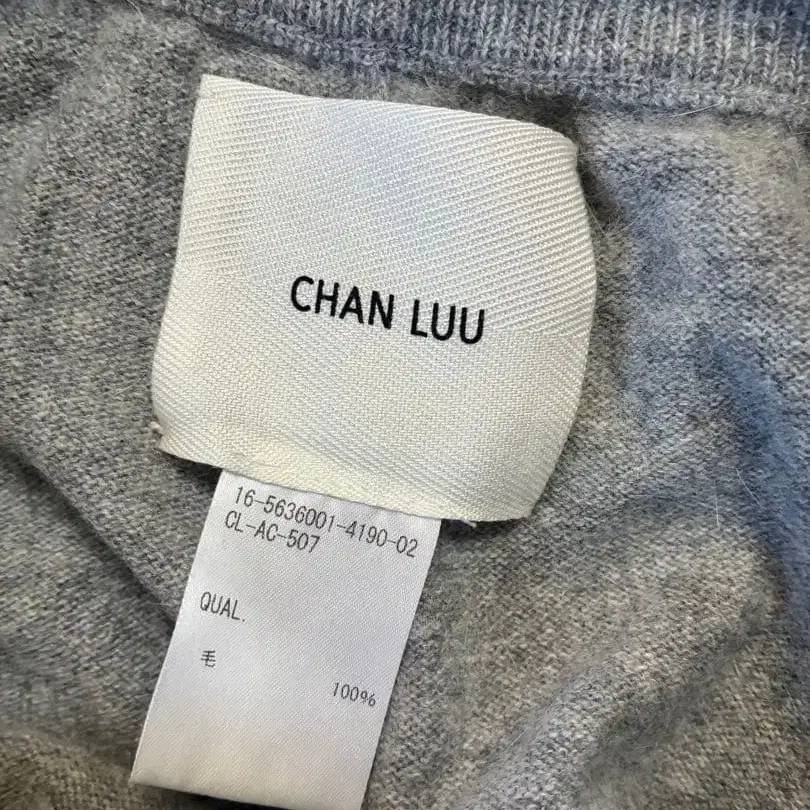 CHAN LUU
16-5636001-4190-02
CL-AC-507
QUAL.
毛
100%